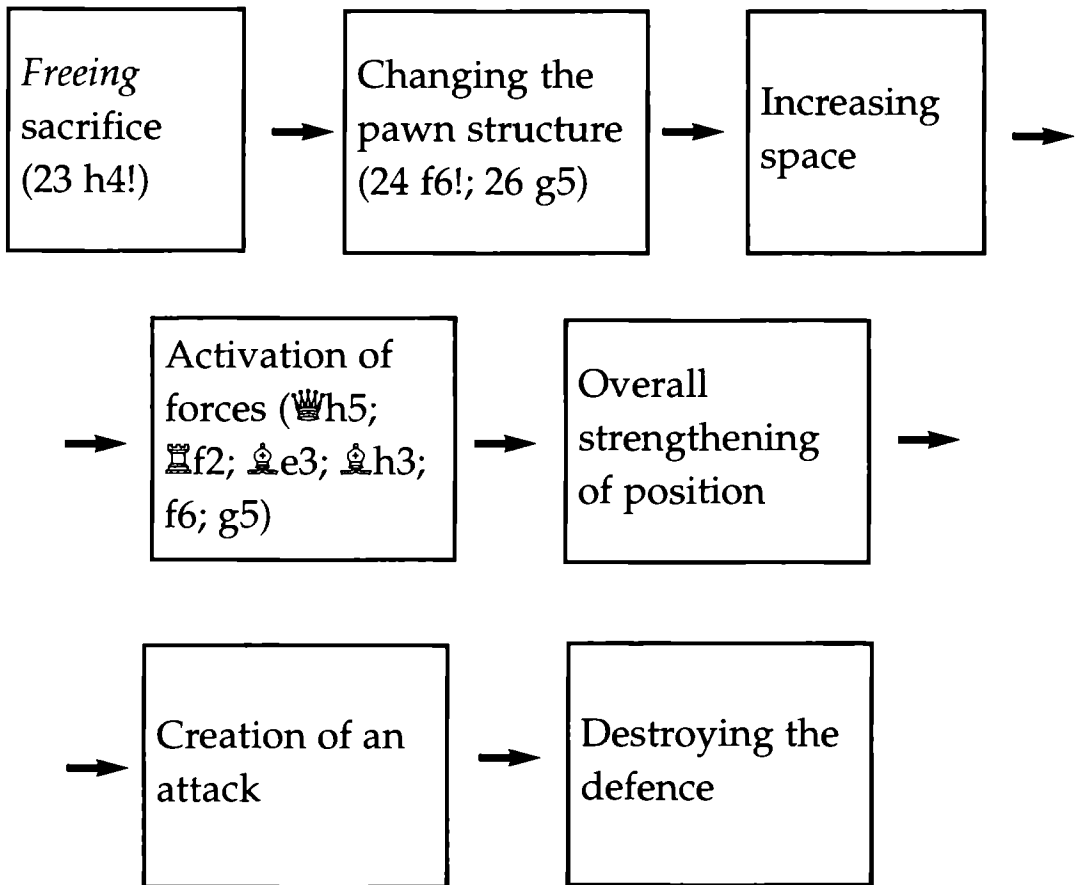 Freeing
sacrifice
(23 h4!)
Changing the
pawn structure
(24 f6!; 26 g5)
Increasing
space
Activation of
forces (♕h5;
♖f2; ♗e3; ♗h3;
f6; g5)
Overall
strengthening
of position
Creation of an
attack
Destroying the
defence